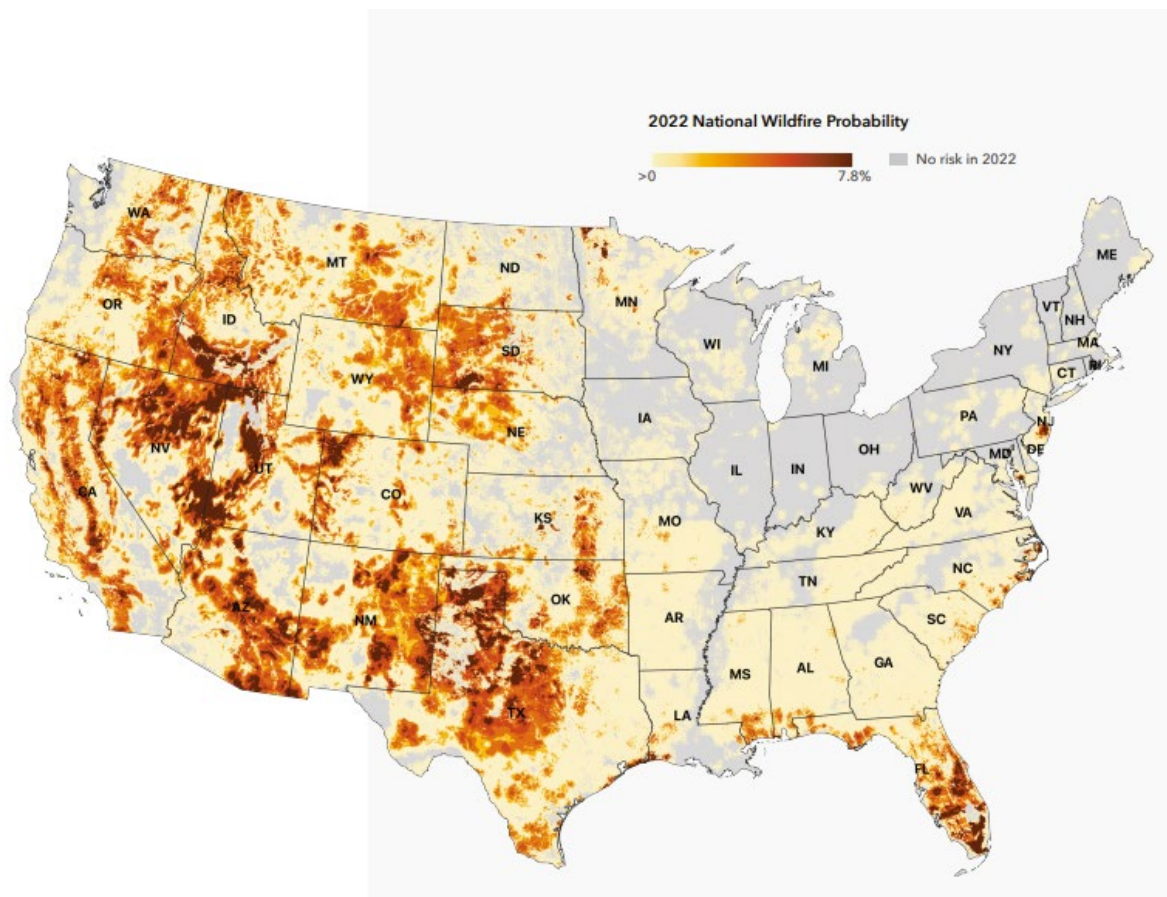 2022 National Wildfire Probability
>0
7.8%
No risk in 2022
WA
MT
ND
MN
ME
OR
ID
SD
WI
VT
NH
WY
MI
NY
MA
CT
RI
NE
IA
PA
NJ
NV
UT
CO
IL
IN
OH
MD
DE
CA
KS
MO
WV
VA
KY
AZ
NM
OK
AR
TN
NC
SC
TX
LA
MS
AL
GA
FL